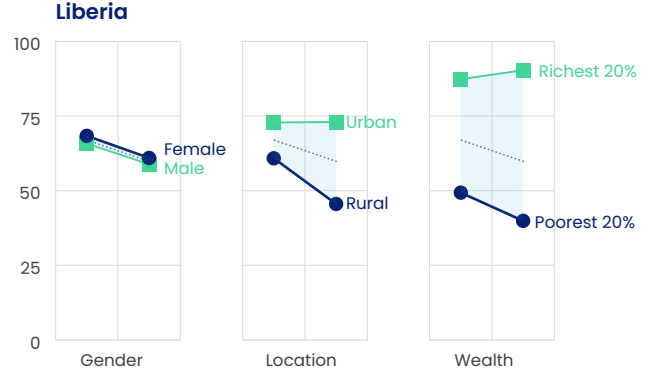 Liberia
100
75
50
25
0
Female
Male
Urban
Rural
Richest 20%
Poorest 20%
Gender
Location
Wealth